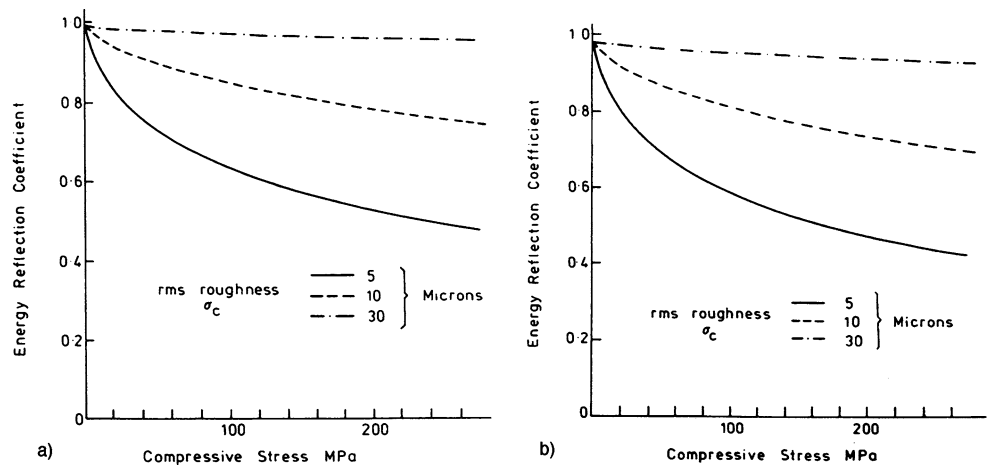 1 0
0·8
0·6
0·4
0·2
0
Energy Reflection Coefficient
rms roughness
σc
5
10
30
Microns
100
200
Compressive Stress MPa
a)
1·0
0·8
0·6
0·4
0·2
0
Energy Reflection Coefficient
rms roughness
σc
5
10
30
Microns
100
200
Compressive Stress MPa
b)